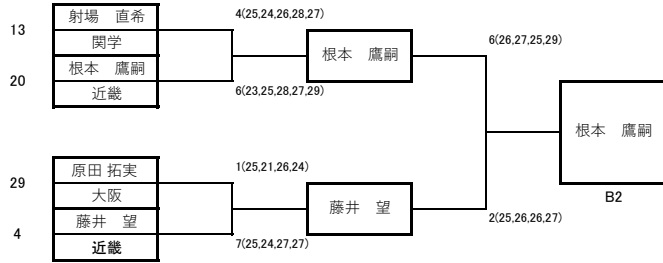 13
射場　直希
関学
4(25,24,26,28,27)
20
根本　鷹嗣
近畿
6(23,25,28,27,29)
根本　鷹嗣
6(26,27,25,29)
根本　鷹嗣
B2
29
原田 拓実
大阪
1(25,21,26,24)
4
藤井　望
近畿
7(25,24,27,27)
藤井　望
2(25,26,26,27)